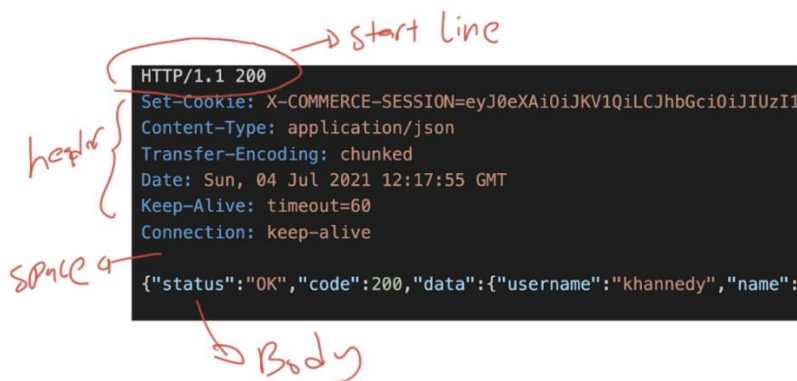 start line
HTTP/1.1 200
Set-Cookie: X-COMMERCE-SESSION=eyJ0eXAiOiJKV1QiLCJhbGciOiJIUzI1
Content-Type: application/json
header
Transfer-Encoding: chunked
Date: Sun, 04 Jul 2021 12:17:55 GMT
Keep-Alive: timeout=60
Connection: keep-alive
space
{"status":"OK","code":200,"data":{"username":"khannedy","name":
Body